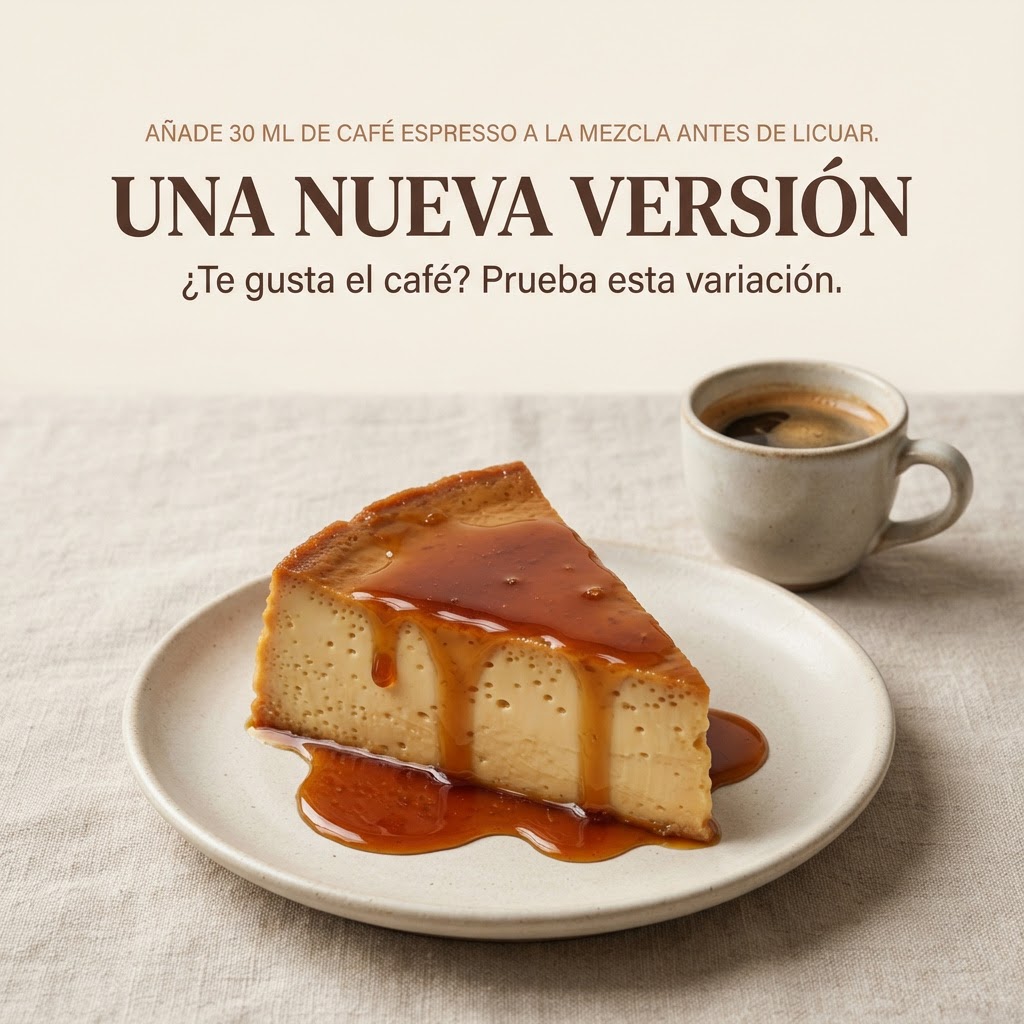 AÑADE 30 ML DE CAFÉ ESPRESSO A LA MEZCLA ANTES DE LICUAR.
UNA NUEVA VERSIÓN
¿Te gusta el café? Prueba esta variación.